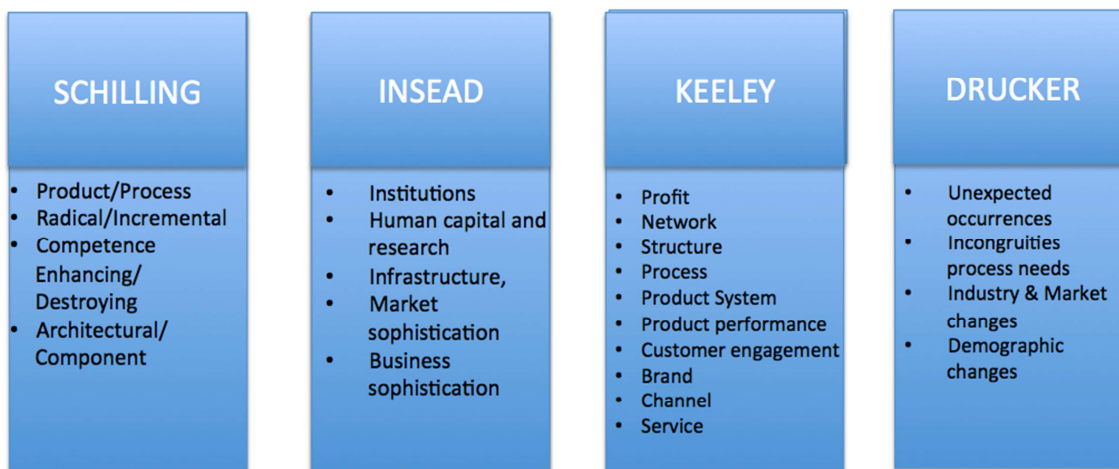 SCHILLING
• Product/Process
• Radical/Incremental
• Competence
Enhancing/
Destroying
• Architectural/
Component
INSEAD
• Institutions
• Human capital and
research
• Infrastructure,
• Market
sophistication
• Business
sophistication
KEELEY
• Profit
• Network
• Structure
• Process
• Product System
• Product performance
• Customer engagement
• Brand
• Channel
• Service
DRUCKER
• Unexpected
occurrences
• Incongruities
process needs
• Industry & Market
changes
• Demographic
changes